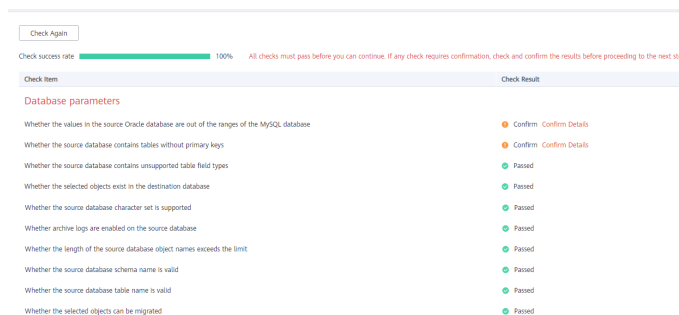 Check Again
Check success rate 100% All checks must pass before you can continue. If any check requires confirmation, check and confirm the results before proceeding to the next st
Check Item Check Result
Database parameters
Whether the values in the source Oracle database are out of the ranges of the MySQL database Confirm Confirm Details
Whether the source database contains tables without primary keys Confirm Confirm Details
Whether the source database contains unsupported table field types Passed
Whether the selected objects exist in the destination database Passed
Whether the source database character set is supported Passed
Whether archive logs are enabled on the source database Passed
Whether the length of the source database object names exceeds the limit Passed
Whether the source database schema name is valid Passed
Whether the source database table name is valid Passed
Whether the selected objects can be migrated Passed